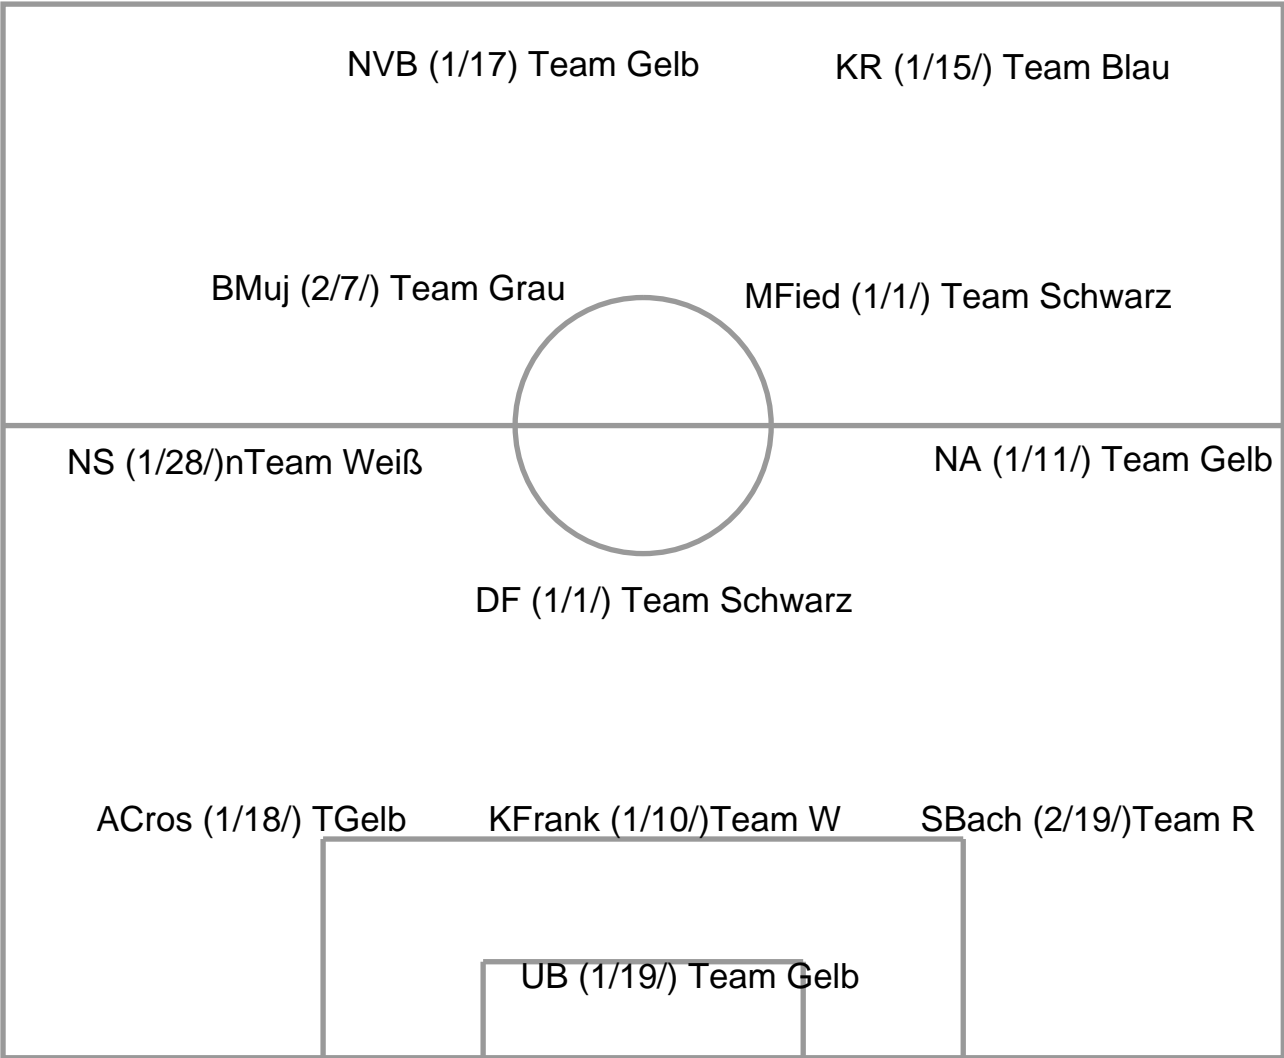 NVB (1/17) Team Gelb
KR (1/15/) Team Blau
BMuj (2/7/) Team Grau
MFied (1/1/) Team Schwarz
NS (1/28/)nTeam Weiß
NA (1/11/) Team Gelb
DF (1/1/) Team Schwarz
ACros (1/18/) TGelb
KFrank (1/10/)Team W
SBach (2/19/)Team R
UB (1/19/) Team Gelb